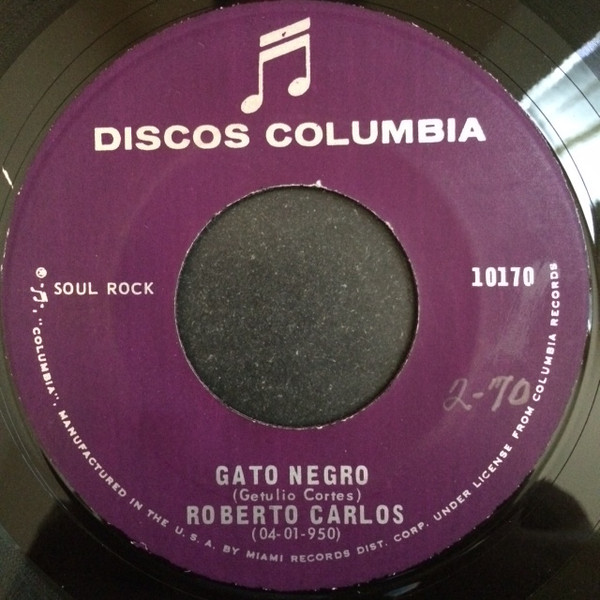 DISCOS COLUMBIA
SOUL ROCK
10170
2-70
GATO NEGRO
(Getulio Cortes)
ROBERTO CARLOS
(04-01-950)
"COLUMBIA", MANUFACTURED IN THE U. S. A. BY MIAMI RECORDS DIST. CORP. UNDER LICENSE FROM COLUMBIA RECORDS